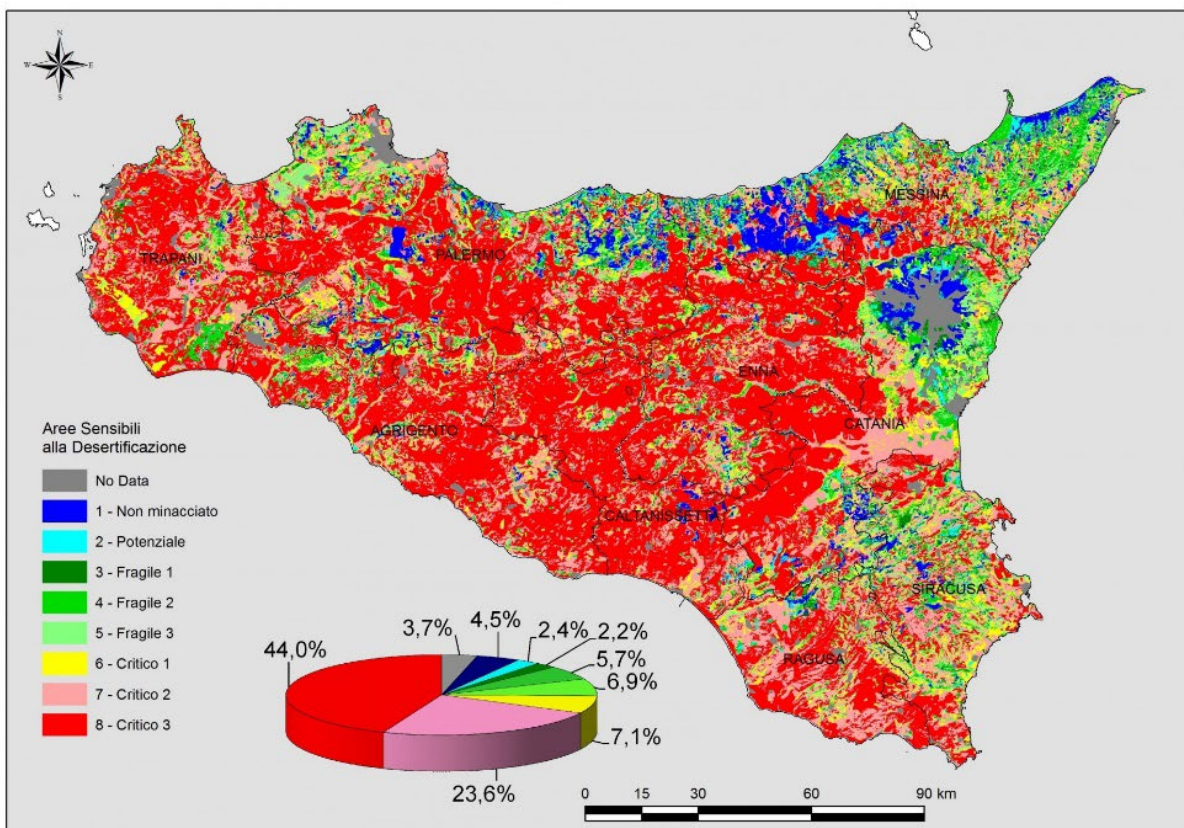 N
W E
S
MESSINA
TRAPANI
PALERMO
ENNA
CATANIA
AGRIGENTO
CALTANISSETTA
SIRACUSA
RAGUSA
Aree Sensibili
alla Desertificazione
No Data
1 - Non minacciato
2 - Potenziale
3 - Fragile 1
4 - Fragile 2
5 - Fragile 3
6 - Critico 1
7 - Critico 2
8 - Critico 3
44,0%
3,7%
4,5%
2,4%
2,2%
5,7%
6,9%
7,1%
23,6%
0 15 30 60 90 km